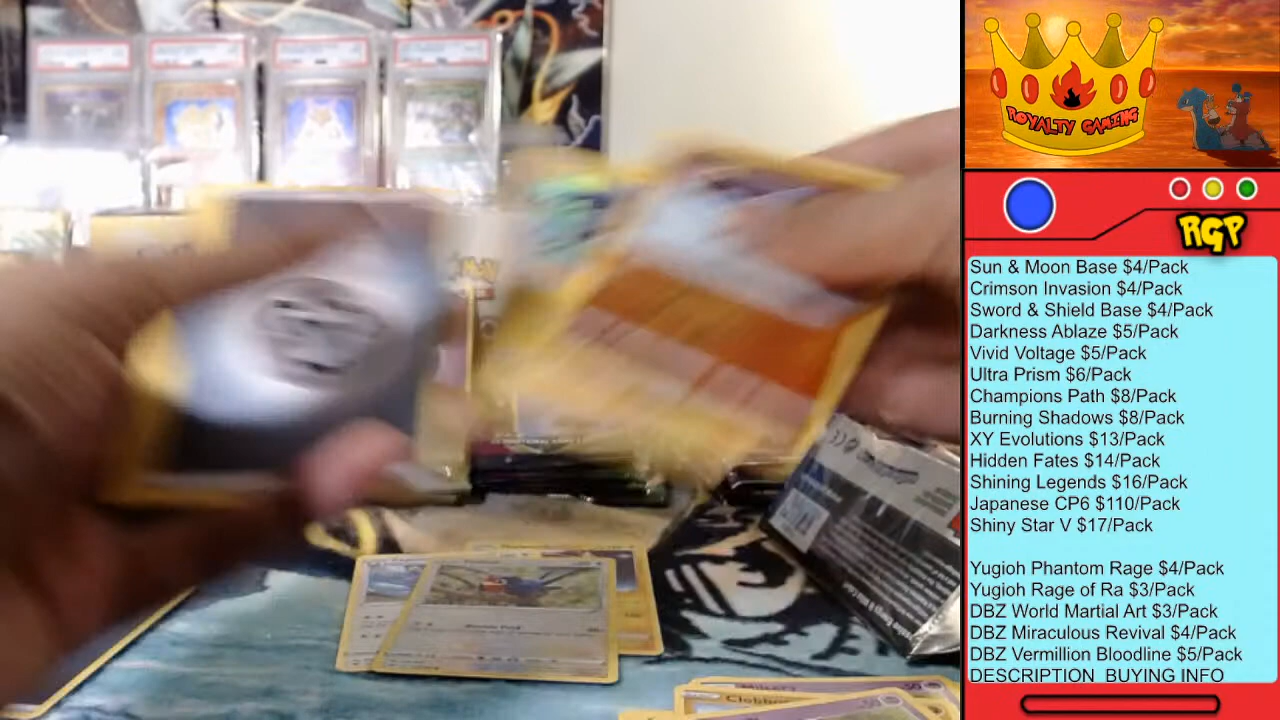 ROYALTY GAMING
RGP
Sun & Moon Base $4/Pack
Crimson Invasion $4/Pack
Sword & Shield Base $4/Pack
Darkness Ablaze $5/Pack
Vivid Voltage $5/Pack
Ultra Prism $6/Pack
Champions Path $8/Pack
Burning Shadows $8/Pack
XY Evolutions $13/Pack
Hidden Fates $14/Pack
Shining Legends $16/Pack
Japanese CP6 $110/Pack
Shiny Star V $17/Pack
Yugioh Phantom Rage $4/Pack
Yugioh Rage of Ra $3/Pack
DBZ World Martial Art $3/Pack
DBZ Miraculous Revival $4/Pack
DBZ Vermillion Bloodline $5/Pack
DESCRIPTION BUYING INFO